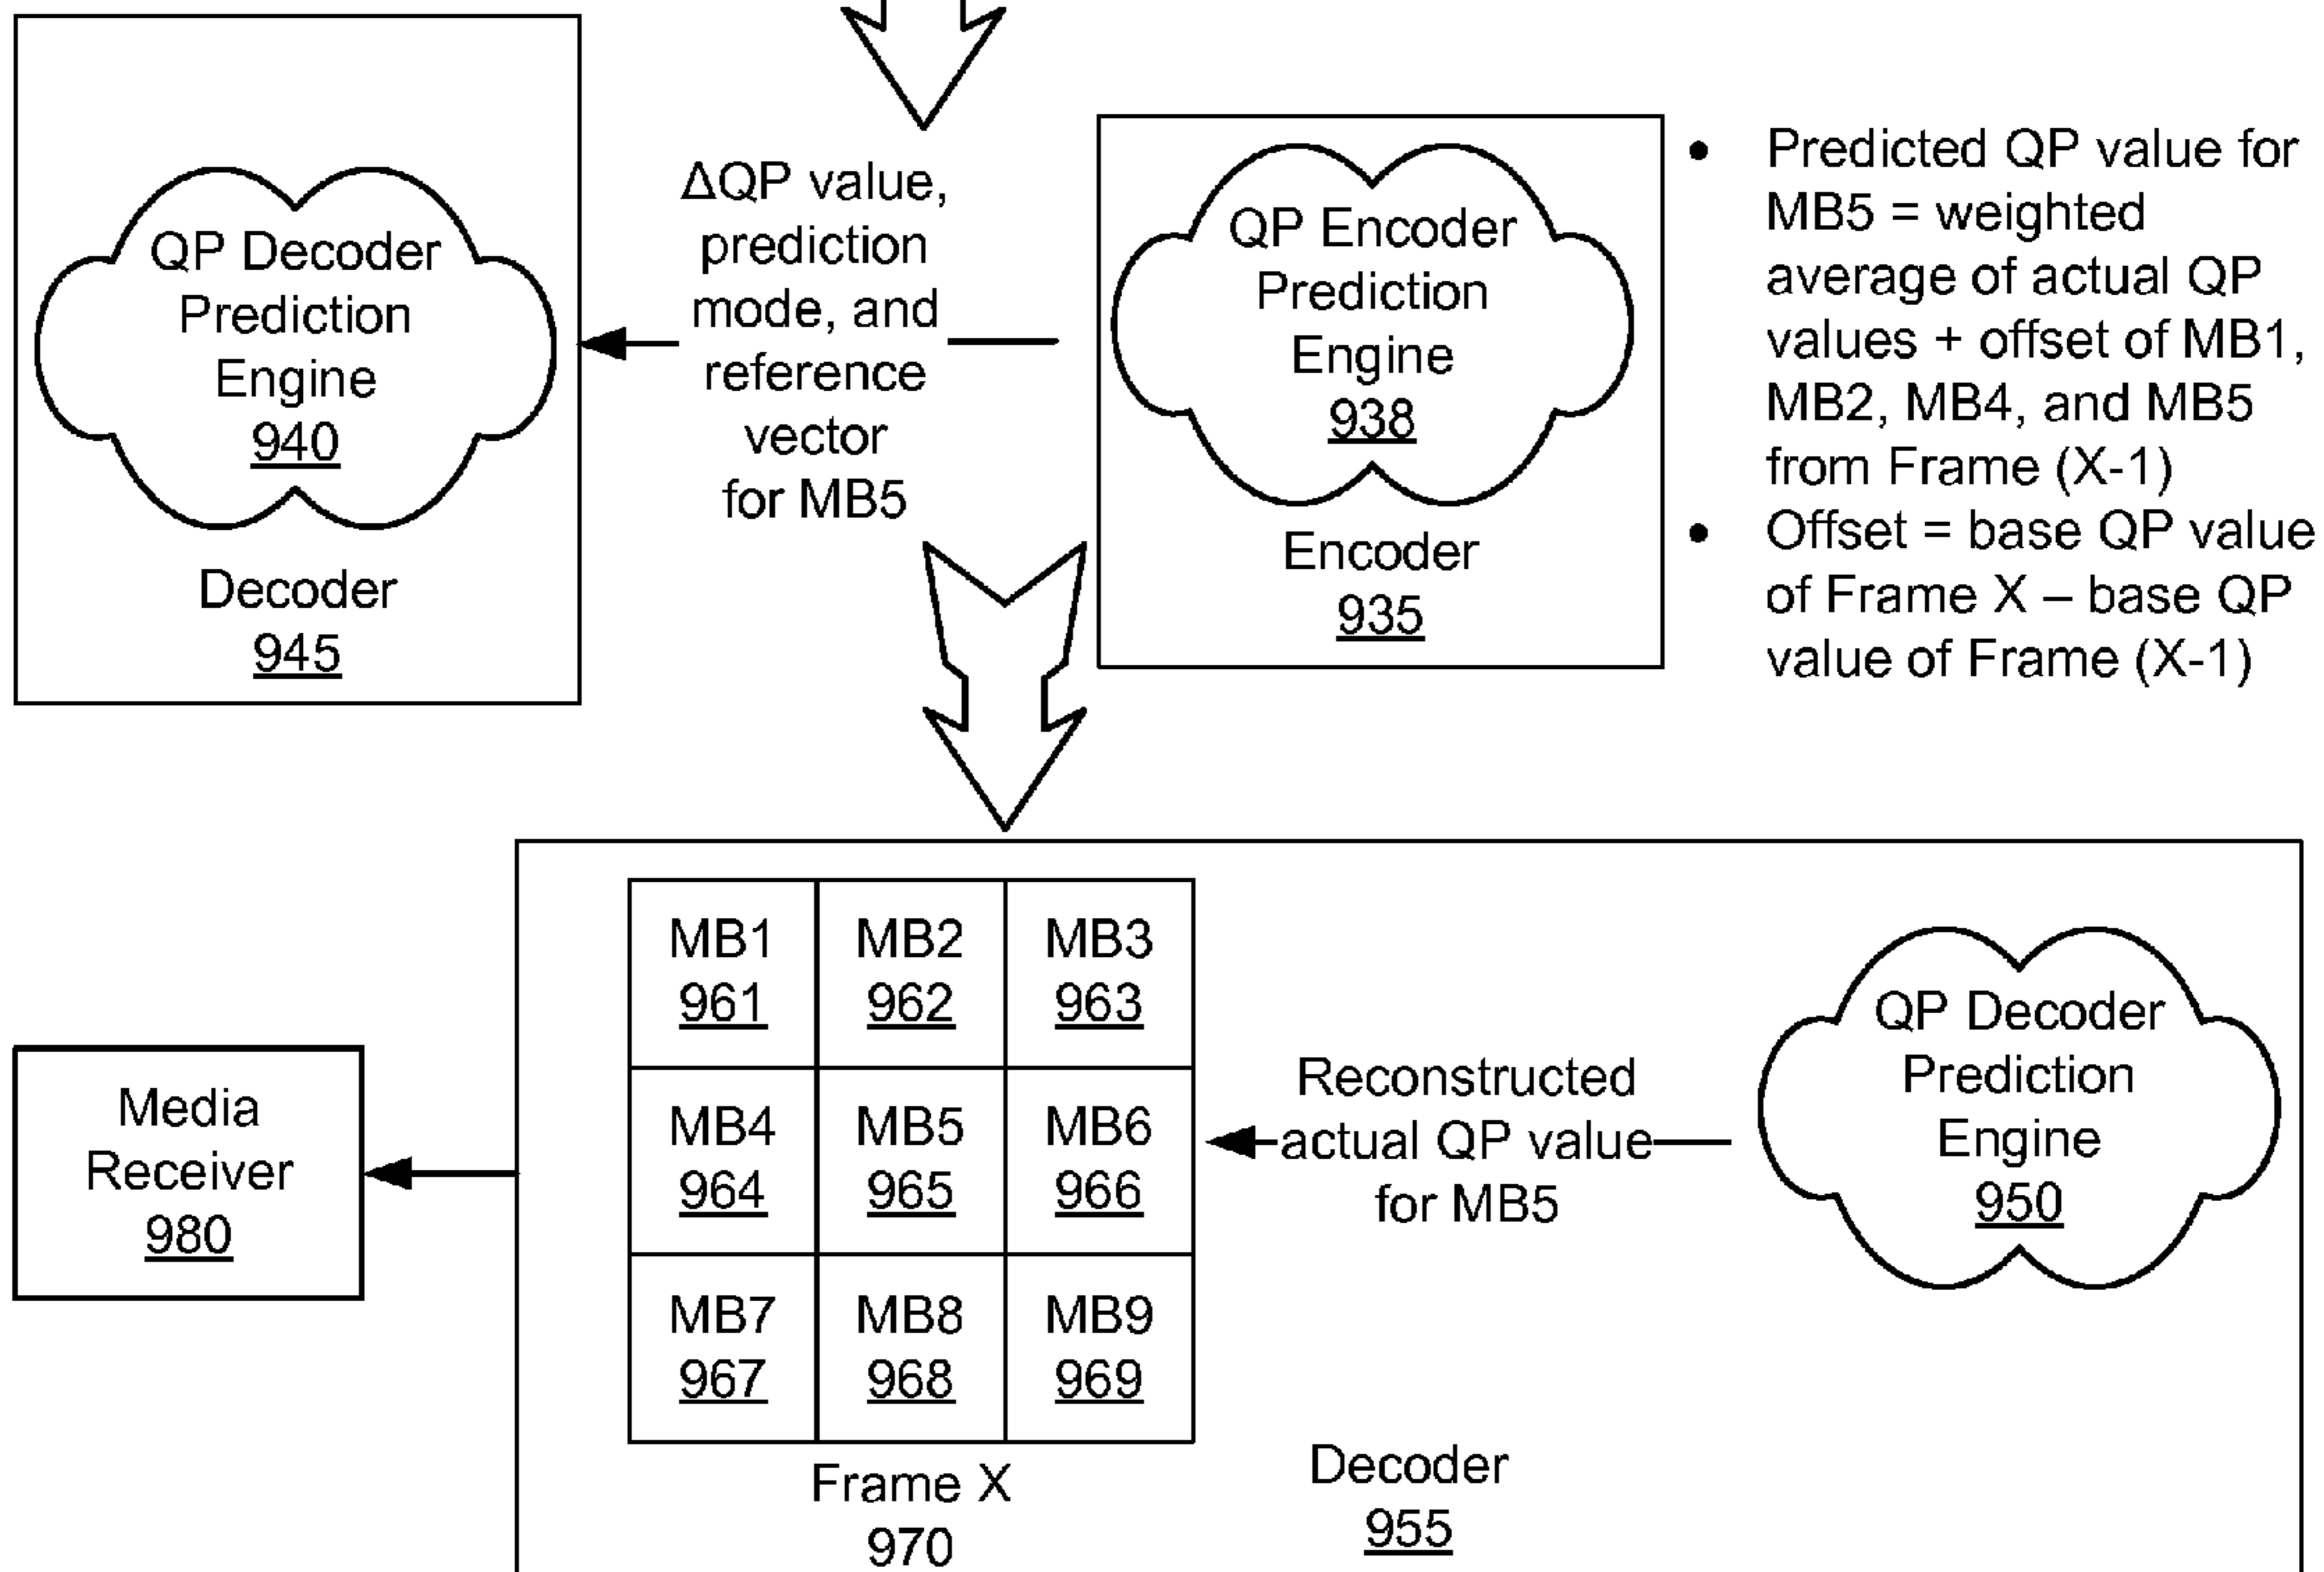 QP Decoder
Prediction
Engine
940
Decoder
945
ΔQP value,
prediction
mode, and
reference
vector
for MB5
QP Encoder
Prediction
Engine
938
Encoder
935
• Predicted QP value for
MB5 = weighted
average of actual QP
values + offset of MB1,
MB2, MB4, and MB5
from Frame (X-1)
• Offset = base QP value
of Frame X – base QP
value of Frame (X-1)
Media
Receiver
980
MB1 MB2 MB3
961 962 963
MB4 MB5 MB6
964 965 966
MB7 MB8 MB9
967 968 969
Frame X
970
Reconstructed
actual QP value
for MB5
QP Decoder
Prediction
Engine
950
Decoder
955